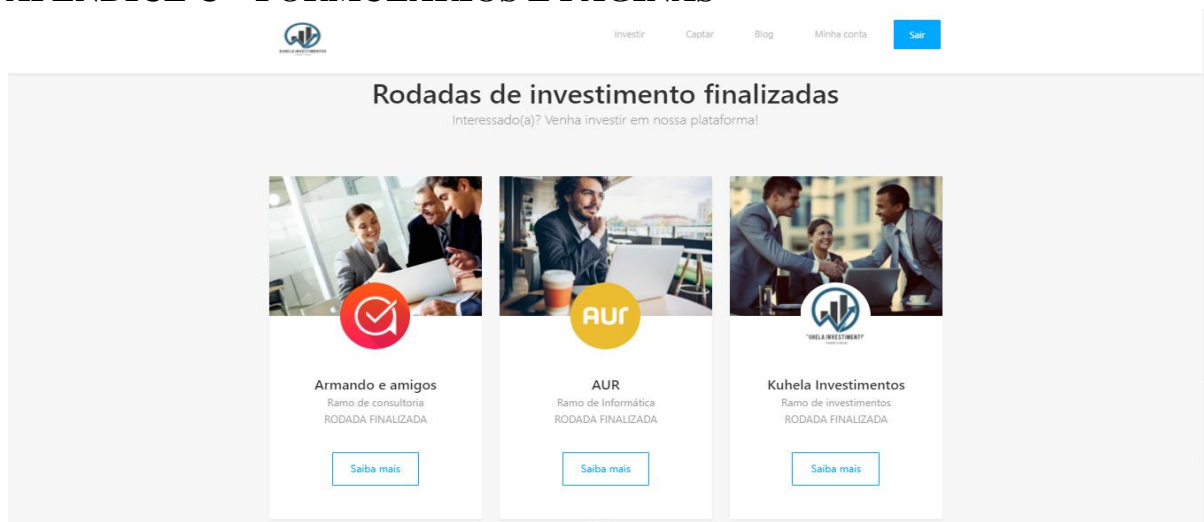 Investir Captar Blog Minha conta Sair
KUHELA INVESTIMENTOS
Rodadas de investimento finalizadas
Interessado(a)? Venha investir em nossa plataforma!
AUr
Armando e amigos
Ramo de consultoria
RODADA FINALIZADA
Saiba mais
AUR
Ramo de Informática
RODADA FINALIZADA
Saiba mais
Kuhela Investimentos
Ramo de investimentos
RODADA FINALIZADA
Saiba mais